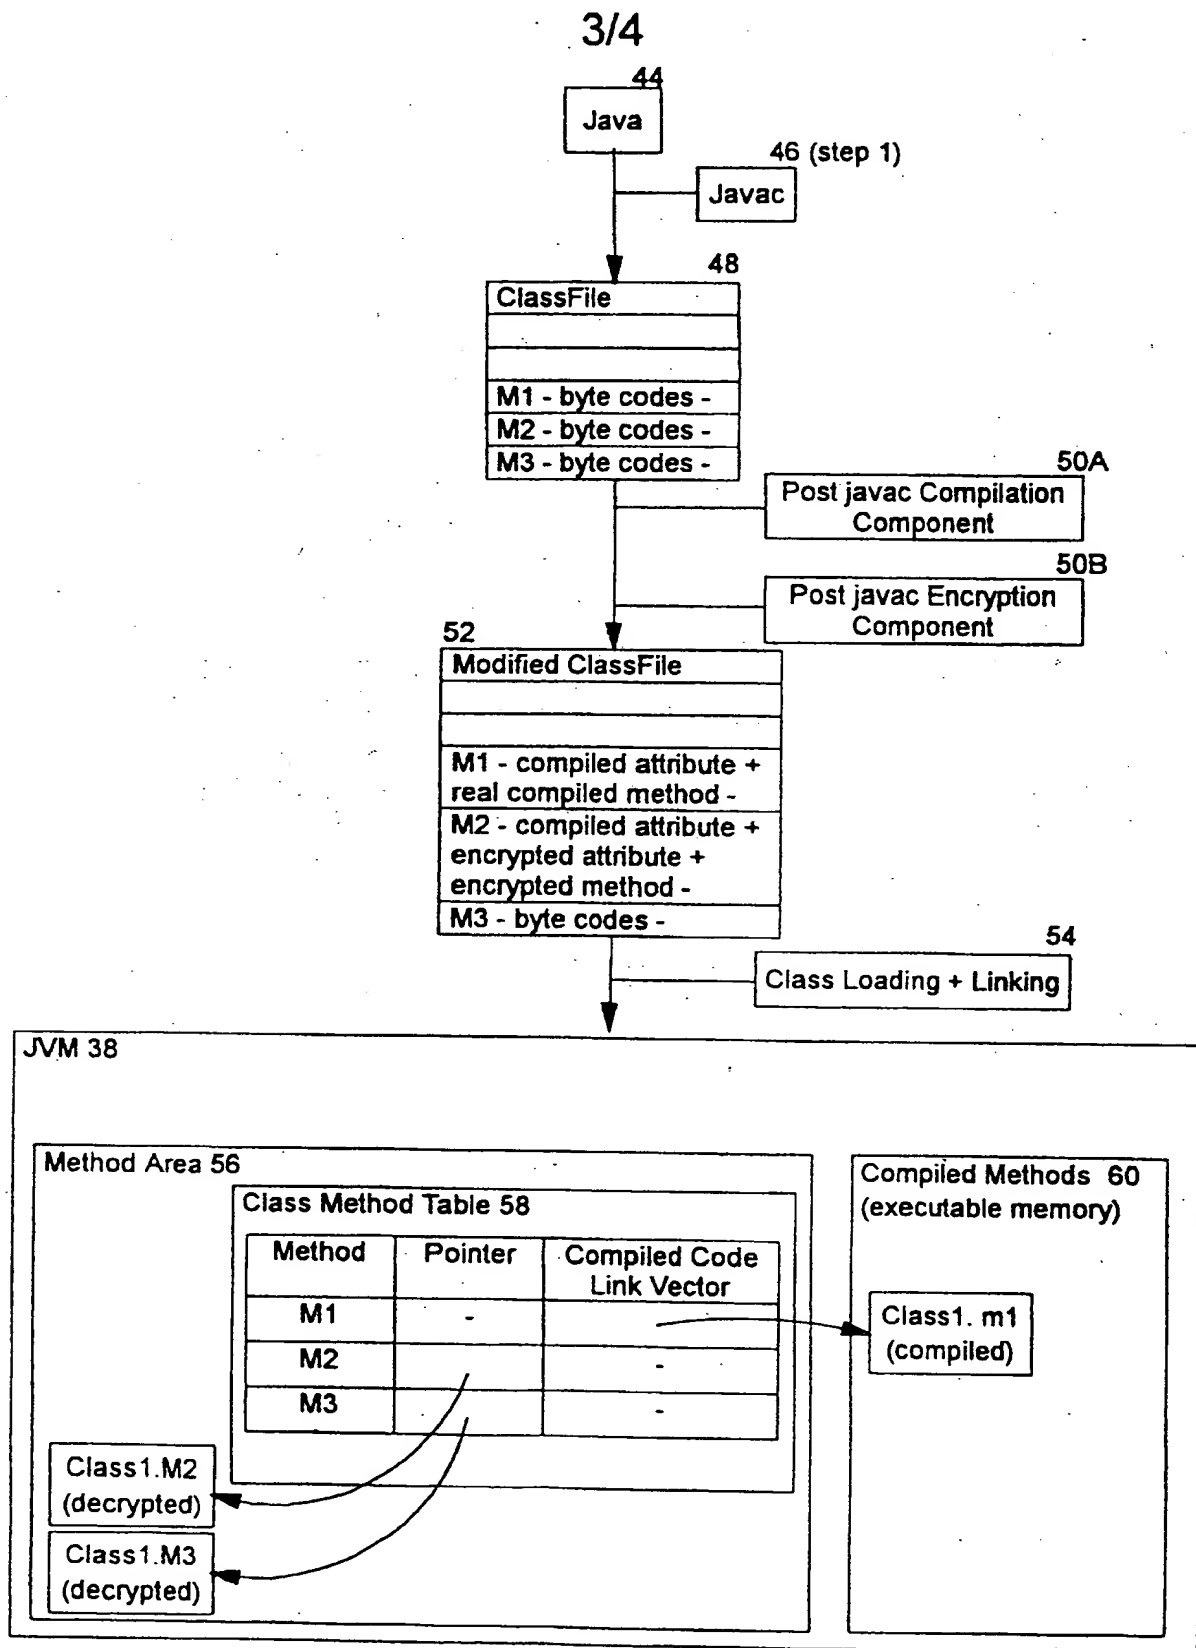 3/4
44
Java
46 (step 1)
Javac
48
ClassFile
M1 - byte codes -
M2 - byte codes -
M3 - byte codes -
50A
Post javac Compilation
Component
50B
Post javac Encryption
Component
52
Modified ClassFile
M1 - compiled attribute +
real compiled method -
M2 - compiled attribute +
encrypted attribute +
encrypted method -
M3 - byte codes -
54
Class Loading + Linking
JVM 38
Method Area 56
Class Method Table 58
Method Pointer Compiled Code
Link Vector
M1 -
M2 -
M3 -
Class1.M2
(decrypted)
Class1.M3
(decrypted)
Compiled Methods 60
(executable memory)
Class1. m1
(compiled)